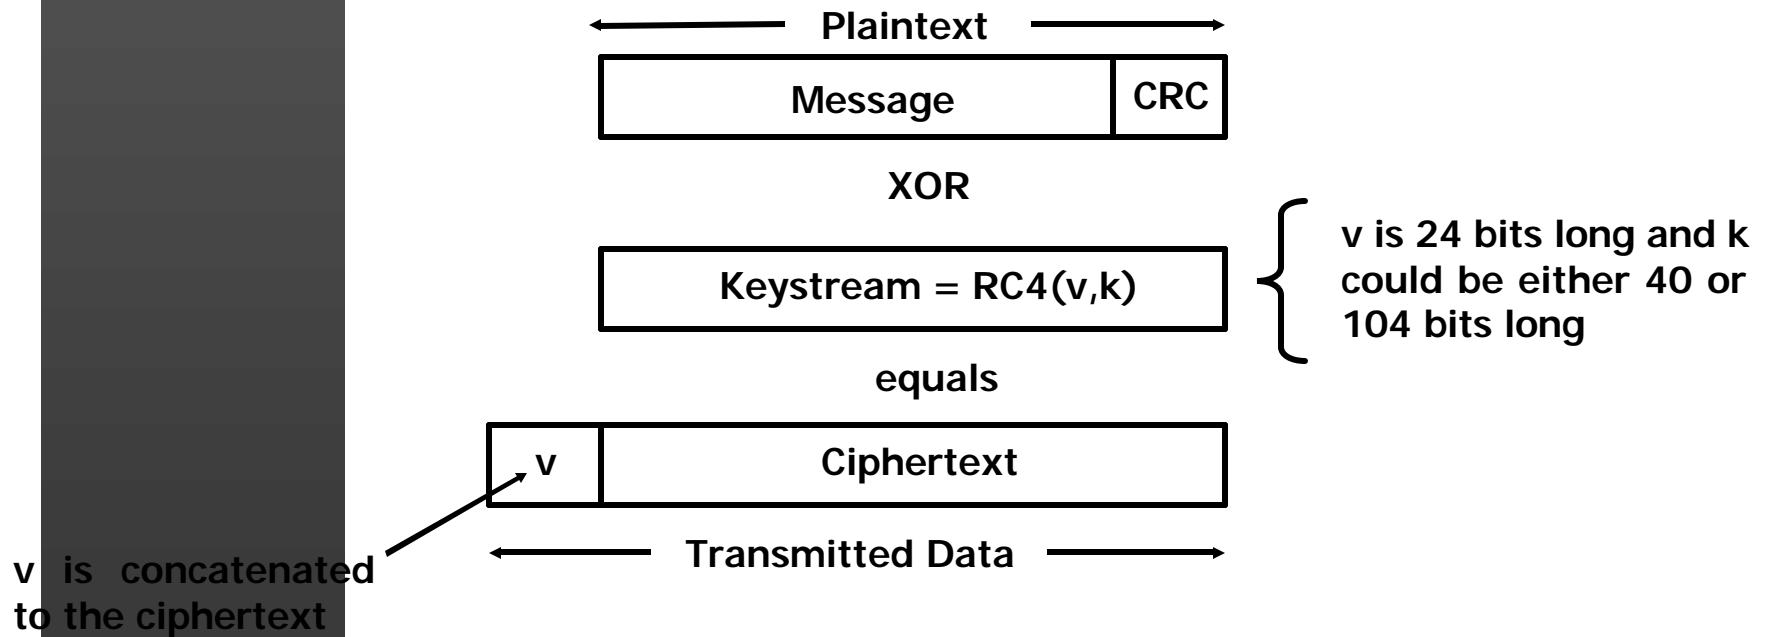 Plaintext
Message CRC
XOR
Keystream = RC4(v,k)
v is 24 bits long and k
could be either 40 or
104 bits long
equals
v Ciphertext
Transmitted Data
v is concatenated
to the ciphertext